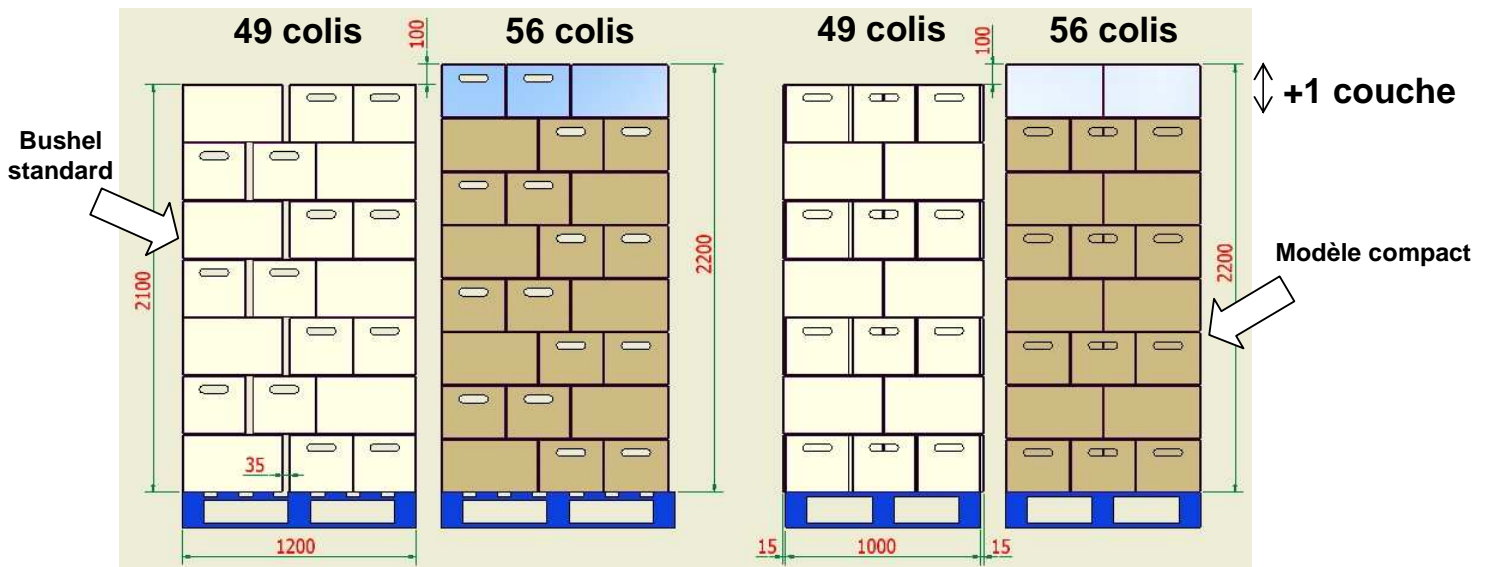 49 colis
56 colis
49 colis
56 colis
100
100
+1 couche
Bushel
standard
2100
2200
2200
Modèle compact
35
1200
15
1000
15